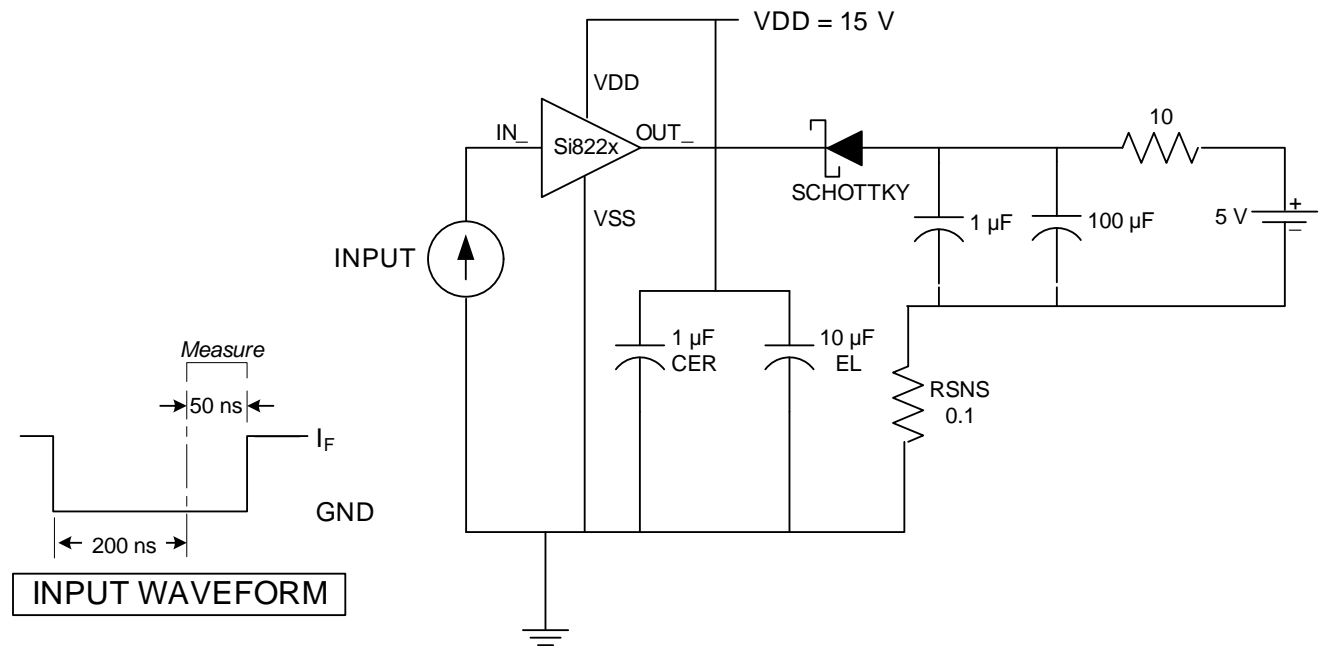 VDD = 15 V
VDD
10
IN_
Si822x
OUT_
SCHOTTKY
VSS
1 µF
100 µF
5 V
+
_
INPUT
1 µF
CER
10 µF
EL
Measure
RSNS
0.1
50 ns
IF
GND
200 ns
INPUT WAVEFORM